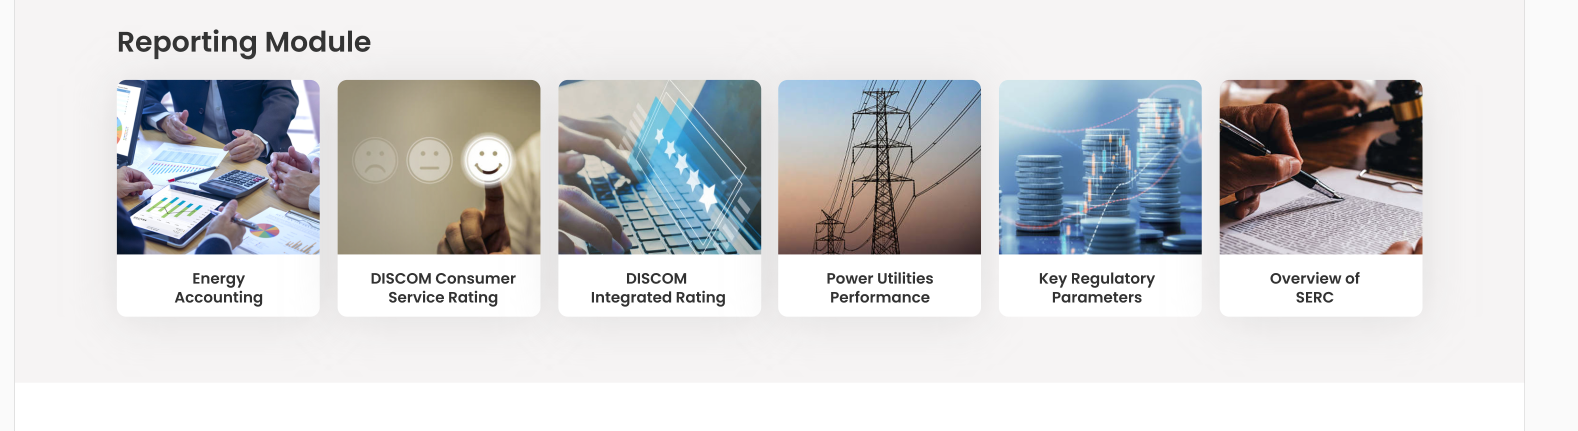 Reporting Module
Energy
Accounting
DISCOM Consumer
Service Rating
DISCOM
Integrated Rating
Power Utilities
Performance
Key Regulatory
Parameters
Overview of
SERC